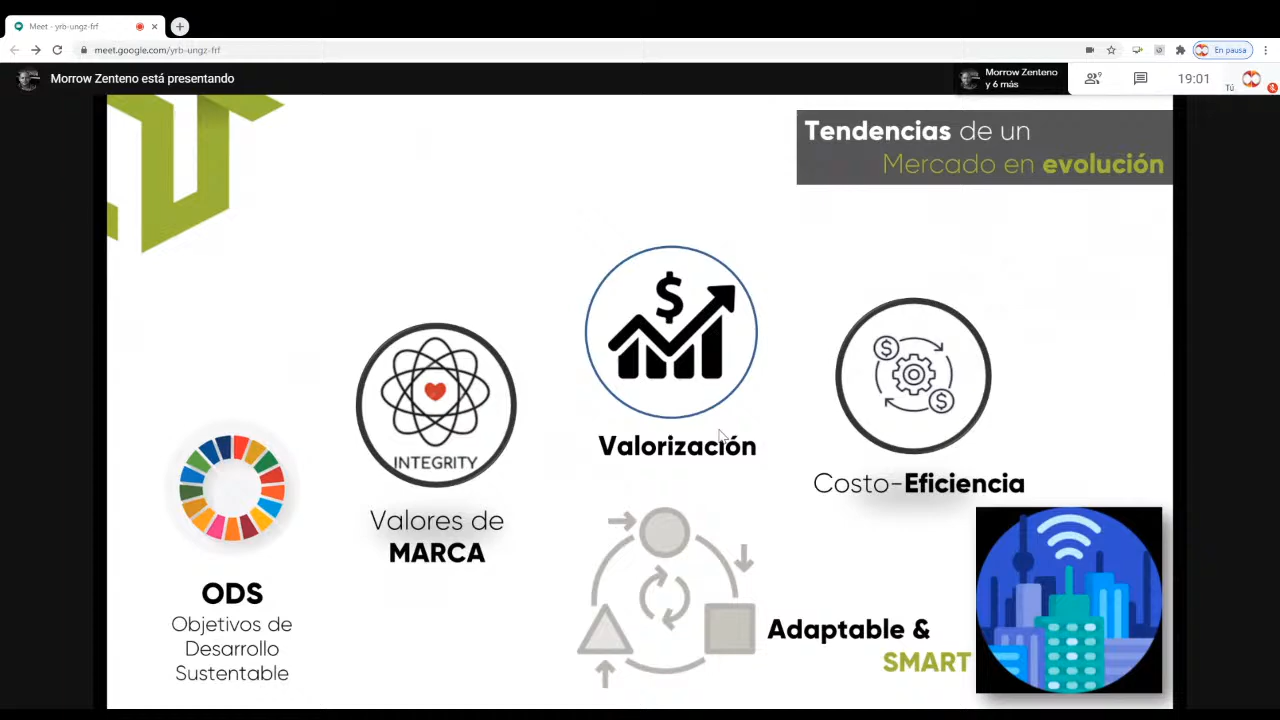 Meet - yrb-ungz-frf
meet.google.com/yrb-ungz-frf
En pausa
Morrow Zenteno está presentando
Morrow Zenteno
y 6 más
9
19:01
Tú
Tendencias de un
Mercado en evolución
$
INTEGRITY
$
$
Valorización
Costo-Eficiencia
Valores de
MARCA
ODS
Objetivos de
Desarrollo
Sustentable
Adaptable &
SMART